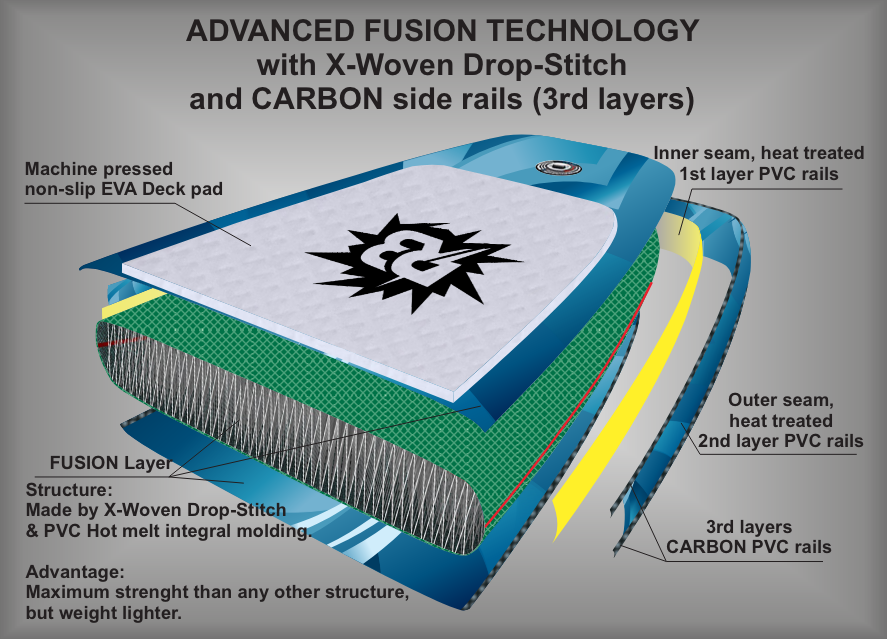 ADVANCED FUSION TECHNOLOGY
with X-Woven Drop-Stitch
and CARBON side rails (3rd layers)
Machine pressed
non-slip EVA Deck pad
Inner seam, heat treated
1st layer PVC rails
Outer seam,
heat treated
2nd layer PVC rails
3rd layers
CARBON PVC rails
FUSION Layer
Structure:
Made by X-Woven Drop-Stitch
& PVC Hot melt integral molding.
Advantage:
Maximum strenght than any other structure,
but weight lighter.